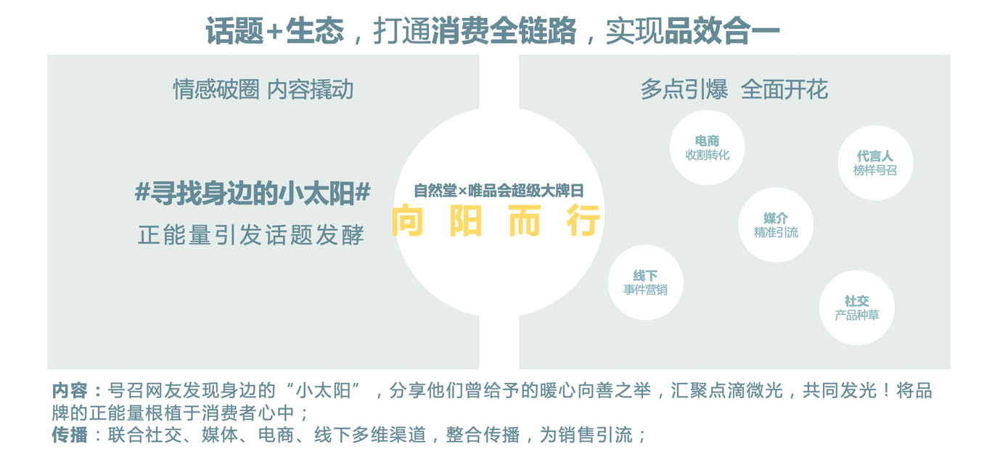 话题+生态，打通消费全链路，实现品效合一
情感破圈 内容撬动
#寻找身边的小太阳#
正能量引发话题发酵
自然堂×唯品会超级大牌日
向阳而行
多点引爆 全面开花
电商
收割转化
代言人
榜样号召
媒介
精准引流
线下
事件营销
社交
产品种草
内容：号召网友发现身边的“小太阳”，分享他们曾给予的暖心向善之举，汇聚点滴微光，共同发光！将品
牌的正能量根植于消费者心中；
传播：联合社交、媒体、电商、线下多维渠道，整合传播，为销售引流；